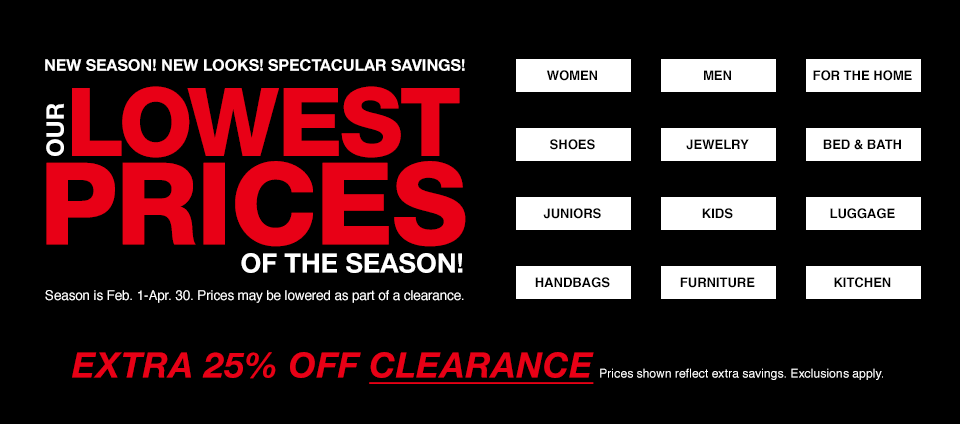 NEW SEASON! NEW LOOKS! SPECTACULAR SAVINGS!
OUR LOWEST
PRICES
OF THE SEASON!
Season is Feb. 1-Apr. 30. Prices may be lowered as part of a clearance.
WOMEN MEN FOR THE HOME
SHOES JEWELRY BED & BATH
JUNIORS KIDS LUGGAGE
HANDBAGS FURNITURE KITCHEN
EXTRA 25% OFF CLEARANCE Prices shown reflect extra savings. Exclusions apply.